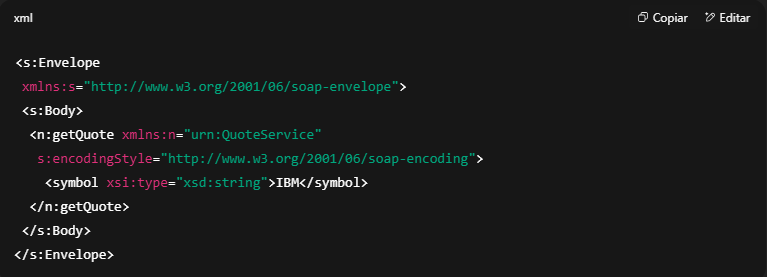 xml Copiar Editar
<s:Envelope
 xmlns:s="http://www.w3.org/2001/06/soap-envelope">
 <s:Body>
  <n:getQuote xmlns:n="urn:QuoteService"
   s:encodingStyle="http://www.w3.org/2001/06/soap-encoding">
    <symbol xsi:type="xsd:string">IBM</symbol>
  </n:getQuote>
 </s:Body>
</s:Envelope>